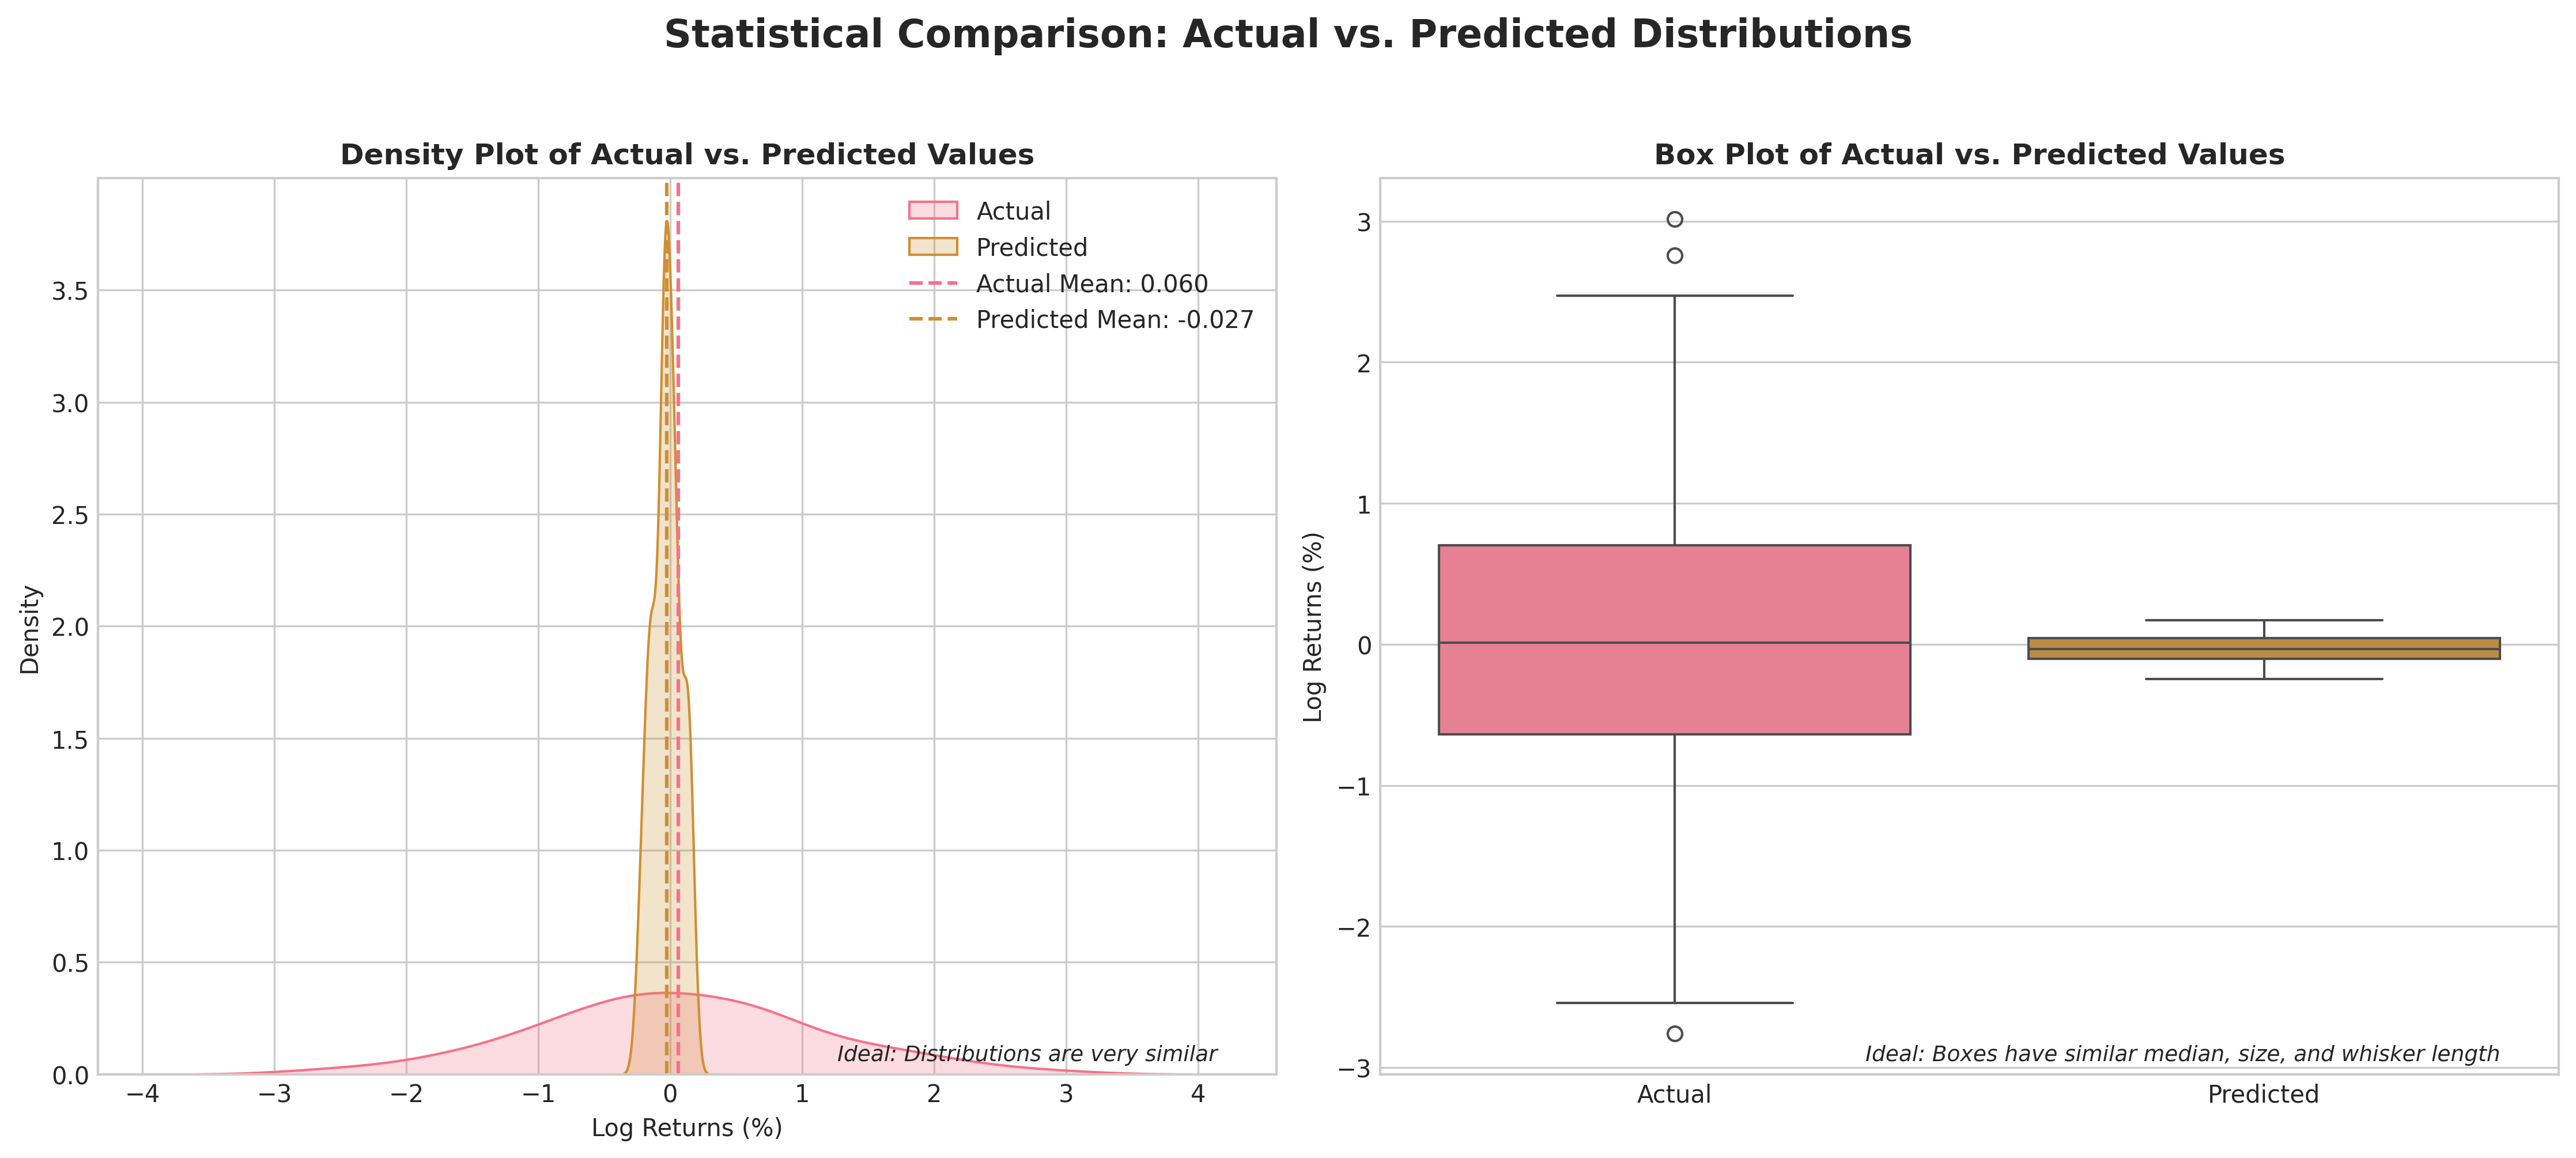 Statistical Comparison: Actual vs. Predicted Distributions
Density Plot of Actual vs. Predicted Values
Actual
Predicted
Actual Mean: 0.060
Predicted Mean: -0.027
3.5
3.0
2.5
2.0
1.5
1.0
0.5
0.0
Density
Ideal: Distributions are very similar
−4 −3 −2 −1 0 1 2 3 4
Log Returns (%)
Box Plot of Actual vs. Predicted Values
3
2
1
0
−1
−2
−3
Log Returns (%)
Ideal: Boxes have similar median, size, and whisker length
Actual Predicted